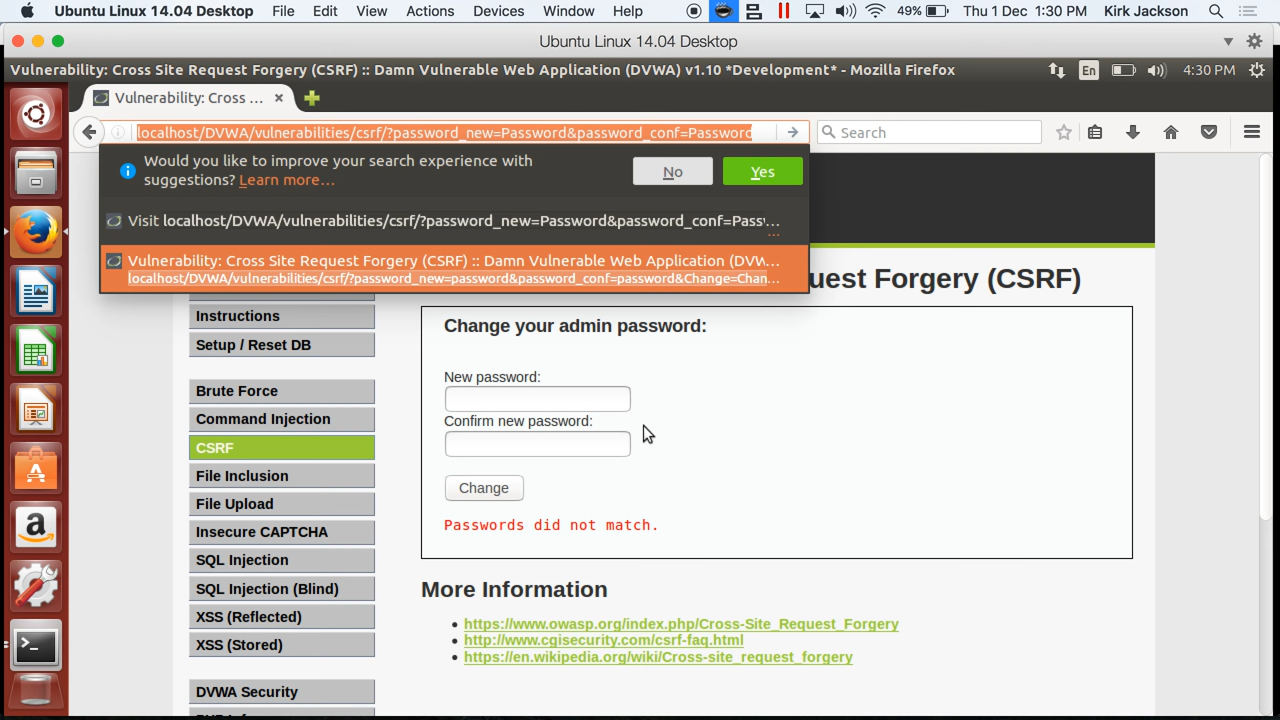 Ubuntu Linux 14.04 Desktop File Edit View Actions Devices Window Help 49% Thu 1 Dec 1:30 PM Kirk Jackson
Ubuntu Linux 14.04 Desktop
Vulnerability: Cross Site Request Forgery (CSRF) :: Damn Vulnerable Web Application (DVWA) v1.10 *Development* - Mozilla Firefox En 4:30 PM
Vulnerability: Cross ...
localhost/DVWA/vulnerabilities/csrf/?password_new=Password&password_conf=Password Search
Would you like to improve your search experience with
suggestions? Learn more... No Yes
Visit localhost/DVWA/vulnerabilities/csrf/?password_new=Password&password_conf=Pass...
Vulnerability: Cross Site Request Forgery (CSRF) :: Damn Vulnerable Web Application (DVW...
localhost/DVWA/vulnerabilities/csrf/?password_new=password&password_conf=password&Change=Chan...
uest Forgery (CSRF)
Instructions
Setup / Reset DB
Brute Force
Command Injection
CSRF
File Inclusion
File Upload
Insecure CAPTCHA
SQL Injection
SQL Injection (Blind)
XSS (Reflected)
XSS (Stored)
DVWA Security
Change your admin password:
New password:
Confirm new password:
Change
Passwords did not match.
More Information
https://www.owasp.org/index.php/Cross-Site_Request_Forgery
http://www.cgisecurity.com/csrf-faq.html
https://en.wikipedia.org/wiki/Cross-site_request_forgery